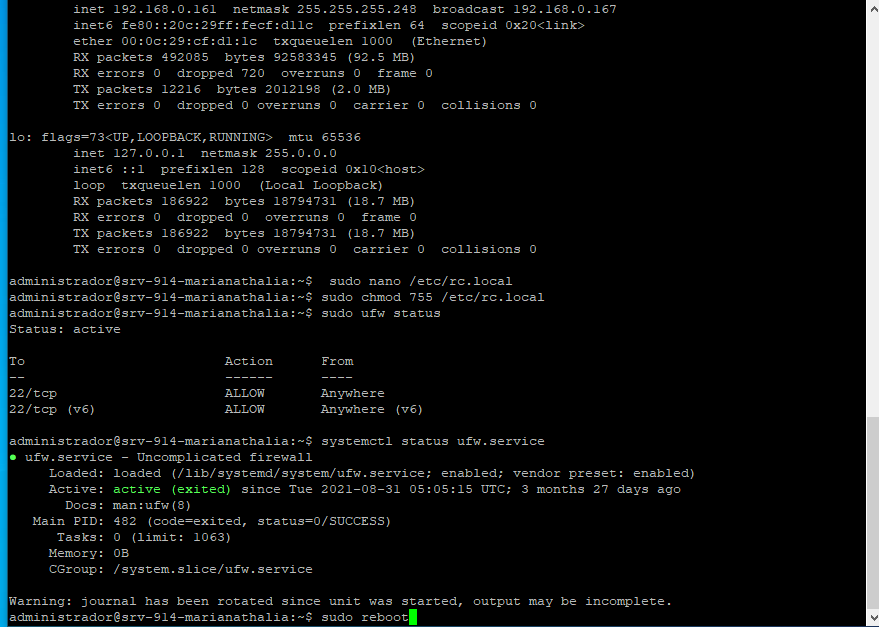 inet 192.168.0.161  netmask 255.255.255.248  broadcast 192.168.0.167
inet6 fe80::20c:29ff:fecf:d11c  prefixlen 64  scopeid 0x20<link>
ether 00:0c:29:cf:d1:1c  txqueuelen 1000  (Ethernet)
RX packets 492085  bytes 92583345 (92.5 MB)
RX errors 0  dropped 720  overruns 0  frame 0
TX packets 12216  bytes 2012198 (2.0 MB)
TX errors 0  dropped 0 overruns 0  carrier 0  collisions 0
lo: flags=73<UP,LOOPBACK,RUNNING>  mtu 65536
inet 127.0.0.1  netmask 255.0.0.0
inet6 ::1  prefixlen 128  scopeid 0x10<host>
loop  txqueuelen 1000  (Local Loopback)
RX packets 186922  bytes 18794731 (18.7 MB)
RX errors 0  dropped 0  overruns 0  frame 0
TX packets 186922  bytes 18794731 (18.7 MB)
TX errors 0  dropped 0 overruns 0  carrier 0  collisions 0
administrador@srv-914-marianathalia:~$  sudo nano /etc/rc.local
administrador@srv-914-marianathalia:~$ sudo chmod 755 /etc/rc.local
administrador@srv-914-marianathalia:~$ sudo ufw status
Status: active
To                         Action      From
--                         ------      ----
22/tcp                     ALLOW       Anywhere
22/tcp (v6)                ALLOW       Anywhere (v6)
administrador@srv-914-marianathalia:~$ systemctl status ufw.service
● ufw.service - Uncomplicated firewall
Loaded: loaded (/lib/systemd/system/ufw.service; enabled; vendor preset: enabled)
Active: active (exited) since Tue 2021-08-31 05:05:15 UTC; 3 months 27 days ago
Docs: man:ufw(8)
Main PID: 482 (code=exited, status=0/SUCCESS)
Tasks: 0 (limit: 1063)
Memory: 0B
CGroup: /system.slice/ufw.service
Warning: journal has been rotated since unit was started, output may be incomplete.
administrador@srv-914-marianathalia:~$ sudo reboot